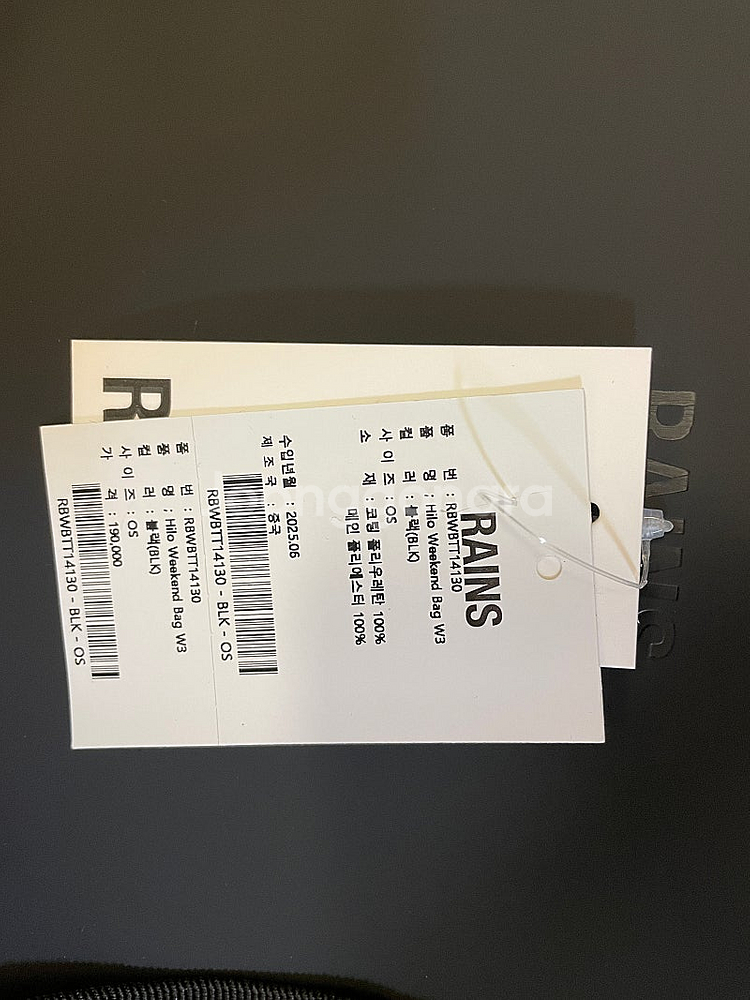 RAINS
품 번 : RBWBTT14130
품 명 : Hilo Weekend Bag W3
컬 러 : 블랙(BLK)
사 이 즈 : OS
소 재 : 코팅 폴리우레탄 100%
메인 폴리에스터 100%
수입년월 : 2025.06
제 조 국 : 중국
RBWBTT14130 - BLK - OS
품 번 : RBWBTT14130
품 명 : Hilo Weekend Bag W3
컬 러 : 블랙(BLK)
사 이 즈 : OS
가 격 : 190,000
RBWBTT14130 - BLK - OS
R
RAINS
joongonara